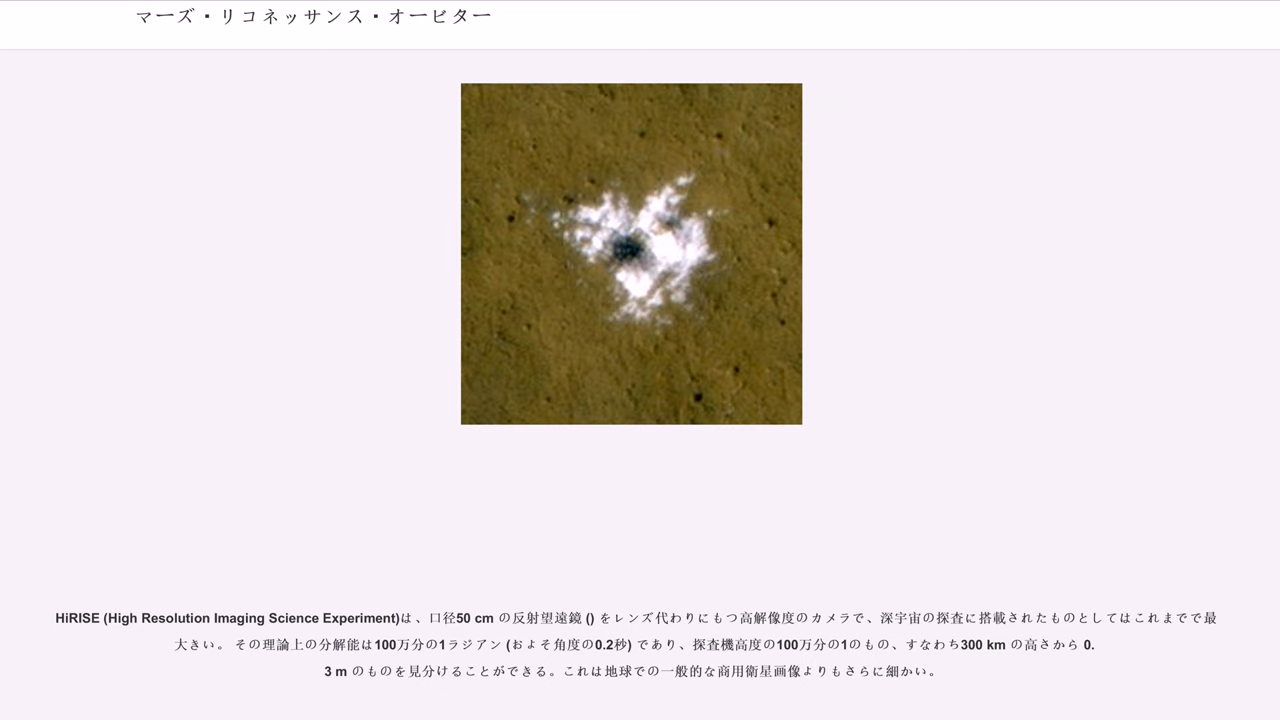 マーズ・リコネッサンス・オービター
HiRISE (High Resolution Imaging Science Experiment)は、口径50 cm の反射望遠鏡 () をレンズ代わりにもつ高解像度のカメラで、深宇宙の探査に搭載されたものとしてはこれまでで最
大きい。 その理論上の分解能は100万分の1ラジアン (およそ角度の0.2秒) であり、探査機高度の100万分の1のもの、すなわち300 km の高さから 0.
3 m のものを見分けることができる。これは地球での一般的な商用衛星画像よりもさらに細かい。